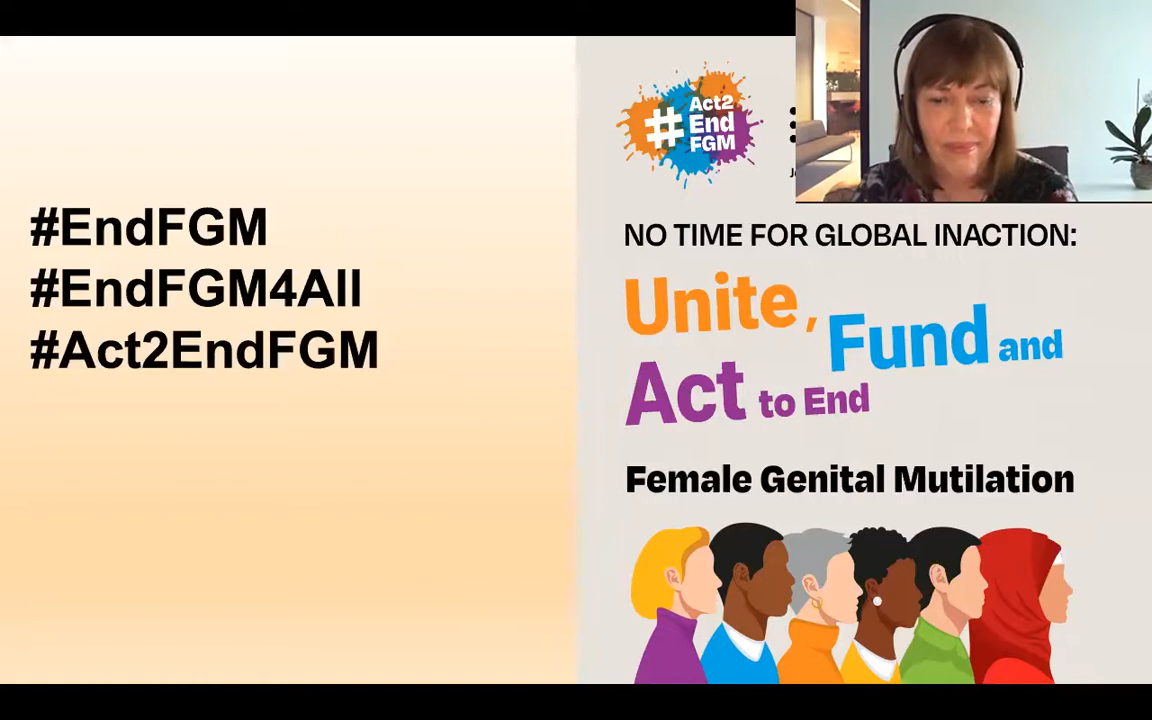 #EndFGM
#EndFGM4All
#Act2EndFGM
# Act2
End
FGM
NO TIME FOR GLOBAL INACTION:
Unite,
Fund and
Act to End
Female Genital Mutilation